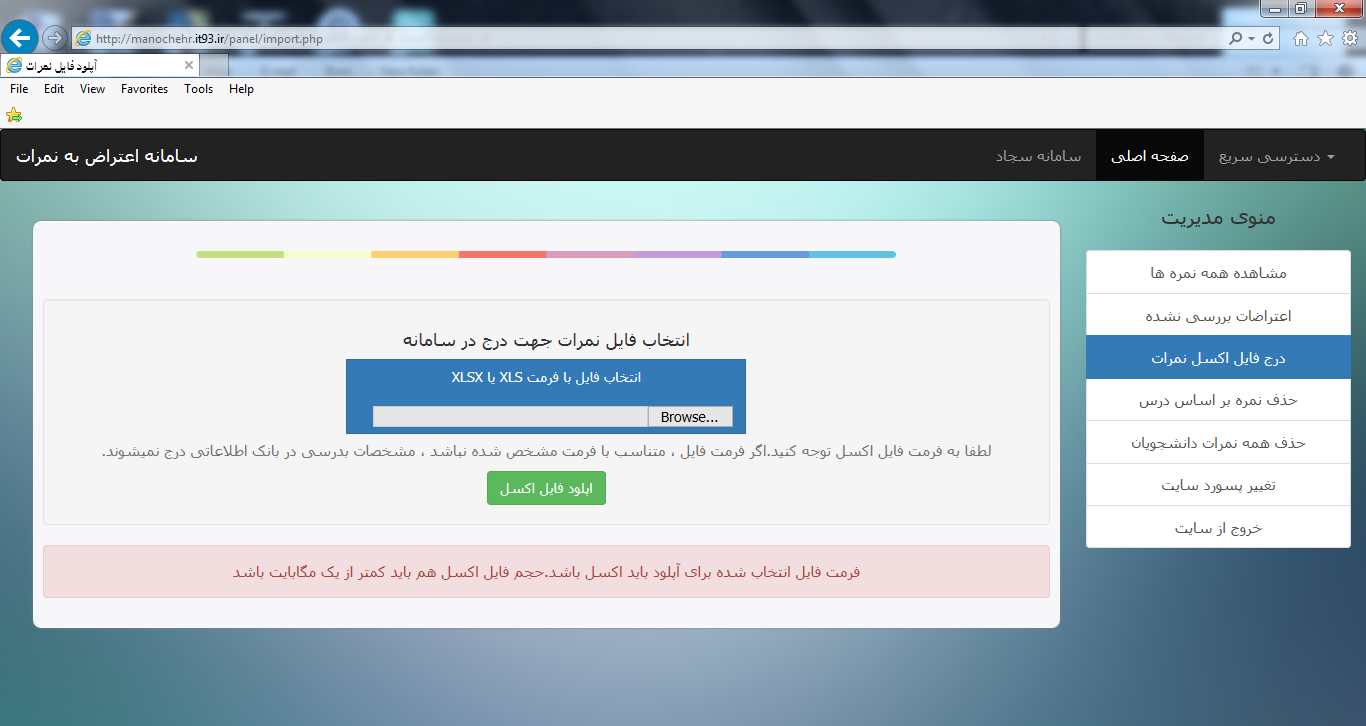 http://manochehr.it93.ir/panel/import.php
آپلود فایل نمرات
File Edit View Favorites Tools Help
دسترسی سریع
صفحه اصلی
سامانه سجاد
سامانه اعتراض به نمرات
منوی مدیریت
مشاهده همه نمره ها
اعتراضات بررسی نشده
درج فایل اکسل نمرات
حذف نمره بر اساس درس
حذف همه نمرات دانشجویان
تغییر پسورد سایت
خروج از سایت
انتخاب فایل نمرات جهت درج در سامانه
انتخاب فایل با فرمت XLS یا XLSX
Browse...
لطفا به فرمت فایل اکسل توجه کنید.اگر فرمت فایل ، متناسب با فرمت مشخص شده نباشد ، مشخصات بدرسی در بانک اطلاعاتی درج نمیشوند.
اپلود فایل اکسل
فرمت فایل انتخاب شده برای آپلود باید اکسل باشد.حجم فایل اکسل هم باید کمتر از یک مگابایت باشد